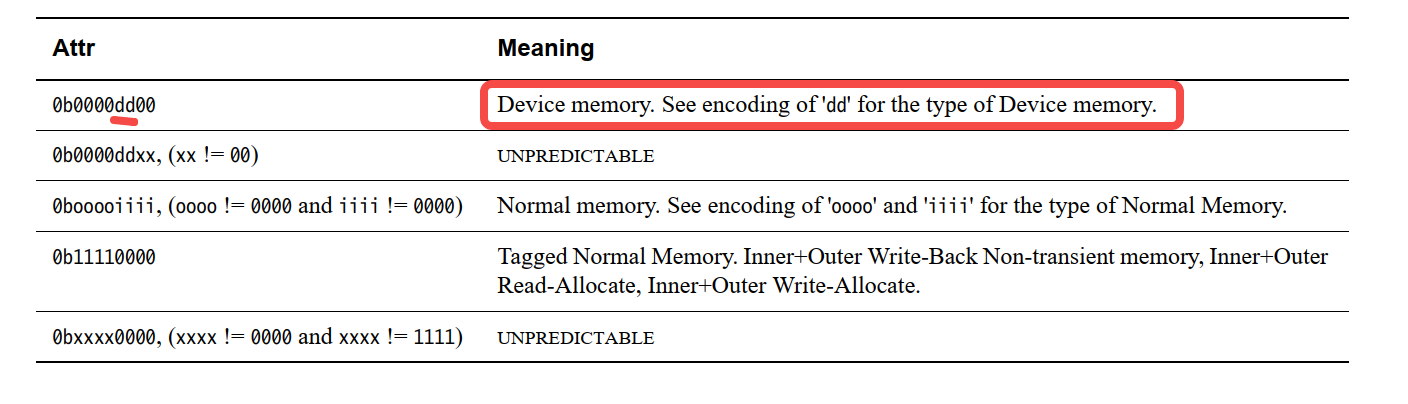 Attr Meaning
0b0000dd00 Device memory. See encoding of 'dd' for the type of Device memory.
0b0000ddxx, (xx != 00) UNPREDICTABLE
0booooiiii, (oooo != 0000 and iiii != 0000) Normal memory. See encoding of 'oooo' and 'iiii' for the type of Normal Memory.
0b11110000 Tagged Normal Memory. Inner+Outer Write-Back Non-transient memory, Inner+Outer
Read-Allocate, Inner+Outer Write-Allocate.
0bxxxx0000, (xxxx != 0000 and xxxx != 1111) UNPREDICTABLE